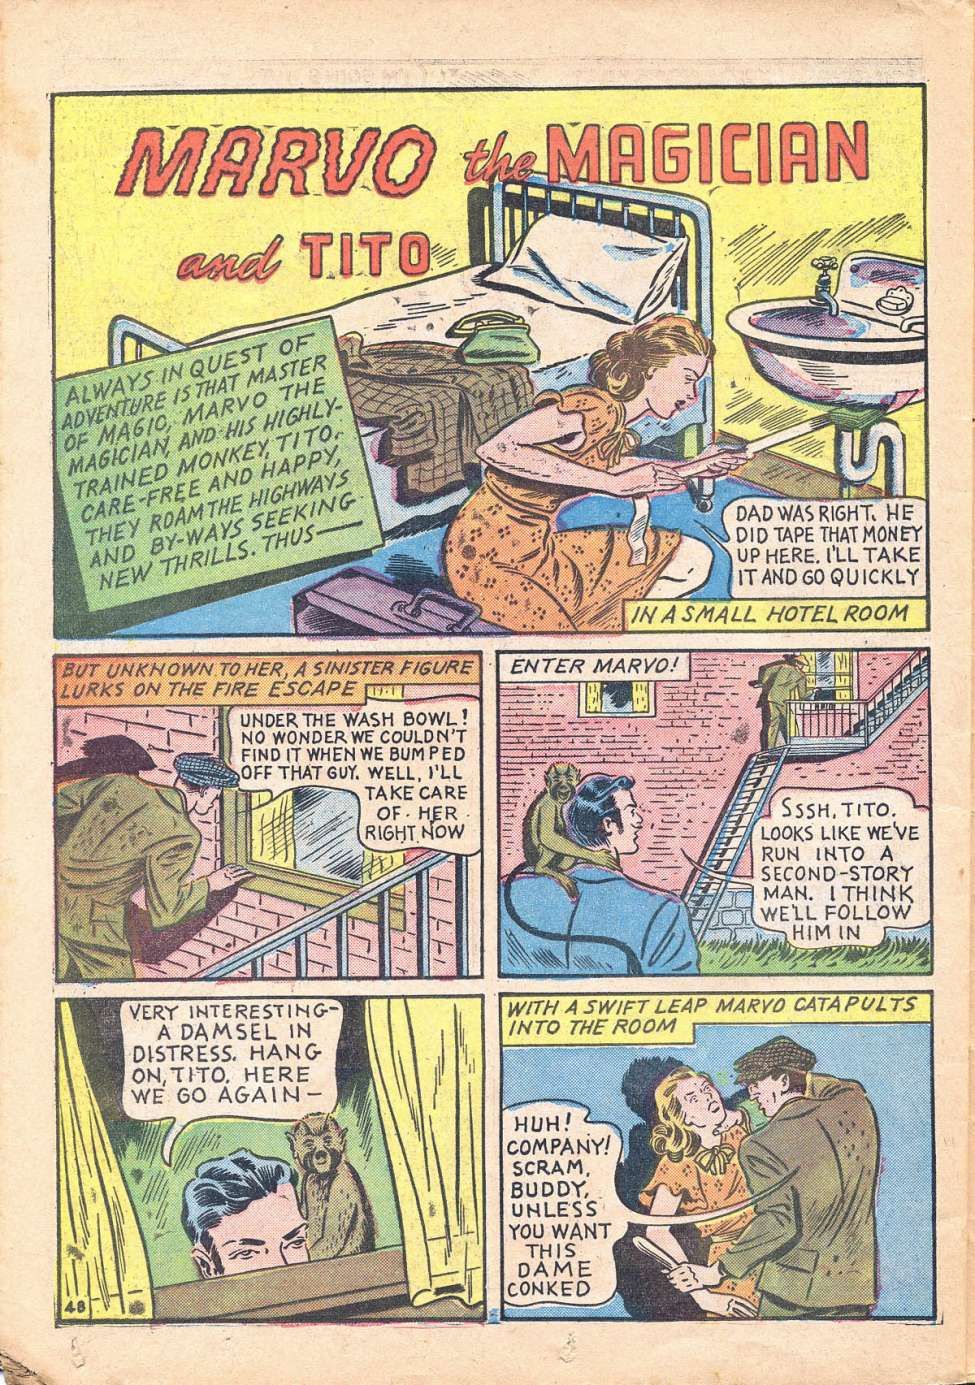 MARVO the MAGICIAN
and TITO
ALWAYS IN QUEST OF
ADVENTURE IS THAT MASTER
OF MAGIC, MARVO THE
MAGICIAN, AND HIS HIGHLY-
TRAINED MONKEY, TITO.
CARE-FREE AND HAPPY,
THEY ROAM THE HIGHWAYS
AND BY-WAYS SEEKING
NEW THRILLS. THUS—
DAD WAS RIGHT. HE
DID TAPE THAT MONEY
UP HERE. I'LL TAKE
IT AND GO QUICKLY
IN A SMALL HOTEL ROOM
BUT UNKNOWN TO HER, A SINISTER FIGURE
LURKS ON THE FIRE ESCAPE
UNDER THE WASH BOWL!
NO WONDER WE COULDN'T
FIND IT WHEN WE BUMPED
OFF THAT GUY. WELL, I'LL
TAKE CARE
OF HER
RIGHT NOW
ENTER MARVO!
SSSH, TITO.
LOOKS LIKE WE'VE
RUN INTO A
SECOND-STORY
MAN. I THINK
WE'LL FOLLOW
HIM IN
VERY INTERESTING—
A DAMSEL IN
DISTRESS. HANG
ON, TITO. HERE
WE GO AGAIN—
48
WITH A SWIFT LEAP MARVO CATAPULTS
INTO THE ROOM
HUH!
COMPANY!
SCRAM,
BUDDY,
UNLESS
YOU WANT
THIS
DAME
CONKED